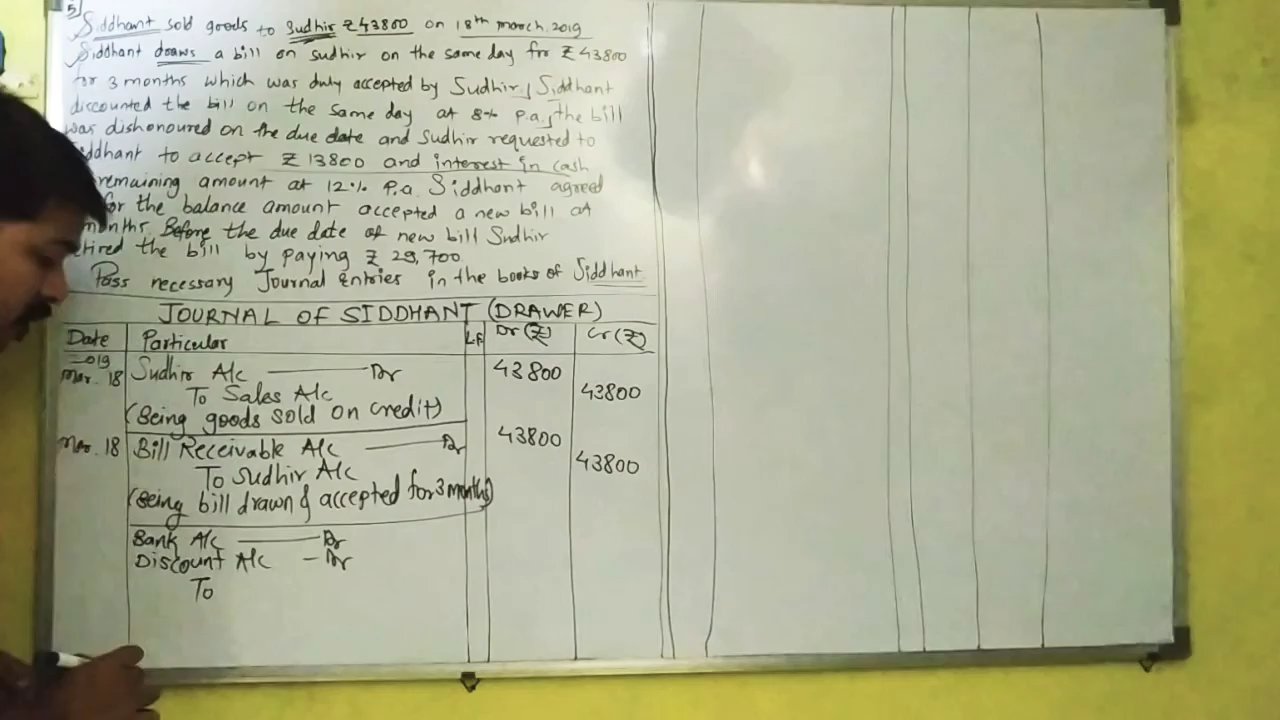 5)
Siddhant sold goods to Sudhir ₹43800 on 18th march, 2019
Siddhant draws a bill on sudhir on the same day for ₹43800
for 3 months which was duly accepted by Sudhir, Siddhant
discounted the bill on the same day at 8% p.a, the bill
was dishonoured on the due date and Sudhir requested to
to accept ₹13800 and interest in cash
remaining amount at 12% P.a. Siddhant agreed
for the balance amount accepted a new bill at
months. Before the due date of new bill Sudhir
the bill by paying ₹ 29,700.
Pass necessary Journal Entries in the books of Siddhant
JOURNAL OF SIDDHANT (DRAWER)
Date Particular L.F Dr (₹) Cr (₹)
2019
Mar. 18 Sudhir A/c Dr 43800
To Sales A/c 43800
(Being goods sold on credit)
Mar. 18 Bill Receivable A/c Dr 43800
To Sudhir A/c 43800
(Being bill drawn & accepted for 3 months)
Bank A/c Dr
Discount A/c Dr
To